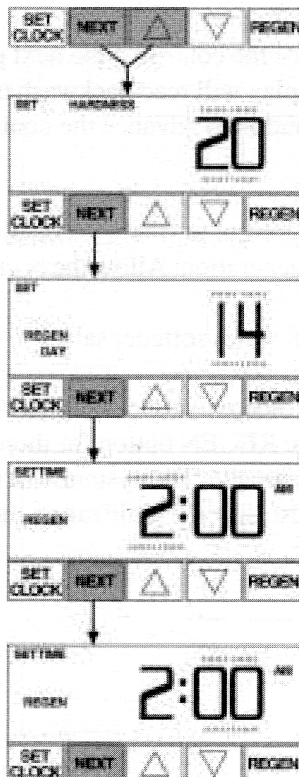 SET CLOCK NEXT REGEN
SET HARDNESS
20
SET CLOCK NEXT REGEN
SET
14
REGEN DAY
SET CLOCK NEXT REGEN
SET TIME
2:00 AM
REGEN
SET CLOCK NEXT REGEN
SET TIME
2:00 AM
REGEN
SET CLOCK NEXT REGEN